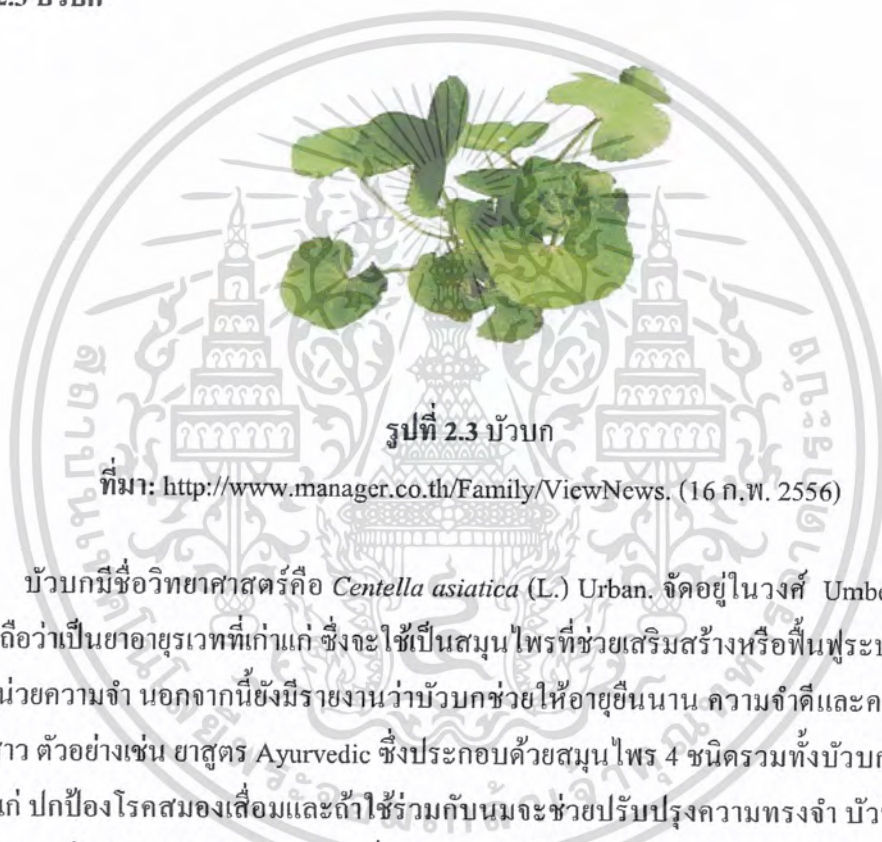 รูปที่ 2.3 บัวบก
ที่มา: http://www.manager.co.th/Family/ViewNews. (16 ก.พ. 2556)
บัวบกมีชื่อวิทยาศาสตร์คือ Centella asiatica (L.) Urban. จัดอยู่ในวงศ์ Umbe
ถือว่าเป็นยาอายุรเวทที่เก่าแก่ ซึ่งจะใช้เป็นสมุนไพรที่ช่วยเสริมสร้างหรือฟื้นฟูระบ
น่วยความจำ นอกจากนี้ยังมีรายงานว่าบัวบกช่วยให้อายุยืนนาน ความจำดีและค
สาว ตัวอย่างเช่น ยาสูตร Ayurvedic ซึ่งประกอบด้วยสมุนไพร 4 ชนิดรวมทั้งบัวบก
แก่ ปกป้องโรคสมองเสื่อมและถ้าใช้ร่วมกับนมจะช่วยปรับปรุงความทรงจำ บัว